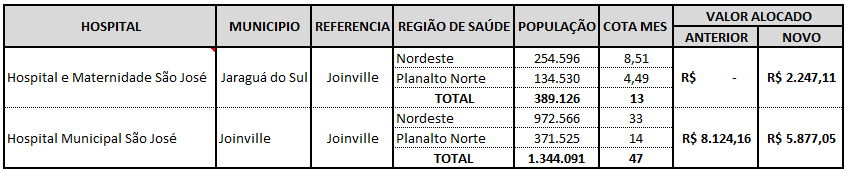 HOSPITAL MUNICIPIO REFERENCIA REGIÃO DE SAÚDE POPULAÇÃO COTA MES VALOR ALOCADO
ANTERIOR NOVO
Hospital e Maternidade São José Jaraguá do Sul Joinville Nordeste 254.596 8,51 R$ - R$ 2.247,11
Planalto Norte 134.530 4,49
TOTAL 389.126 13
Hospital Municipal São José Joinville Joinville Nordeste 972.566 33 R$ 8.124,16 R$ 5.877,05
Planalto Norte 371.525 14
TOTAL 1.344.091 47